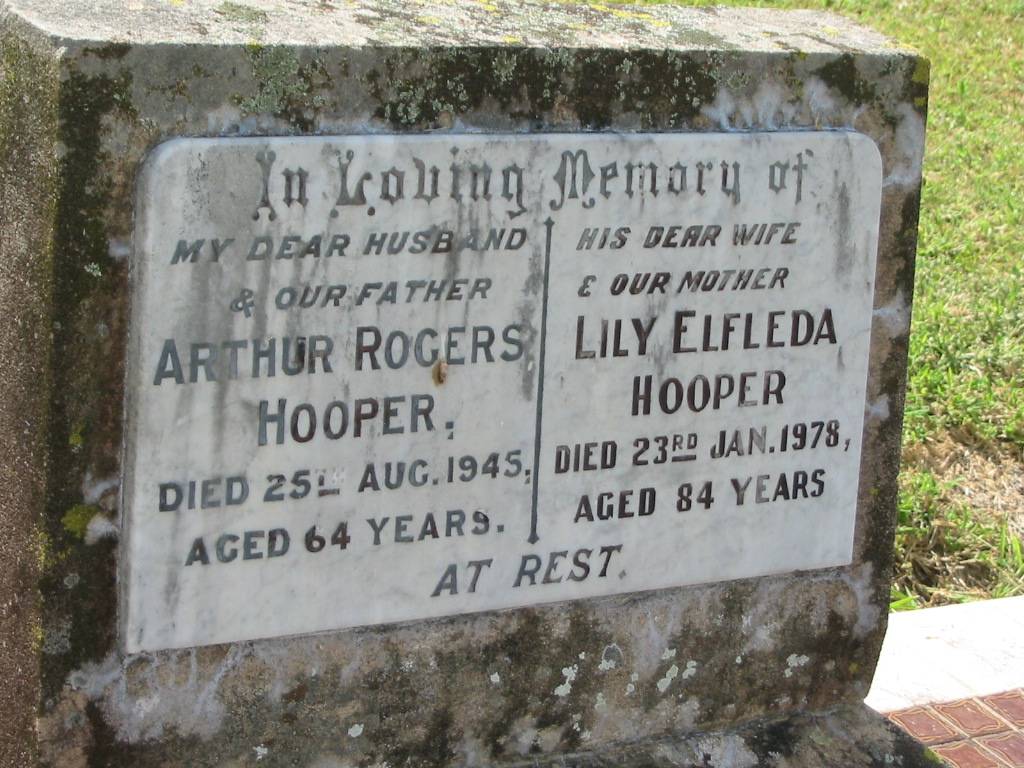 In Loving Memory of
MY DEAR HUSBAND
& OUR FATHER
ARTHUR ROGERS
HOOPER.
DIED 25TH AUG. 1945,
AGED 64 YEARS.
HIS DEAR WIFE
& OUR MOTHER
LILY ELFLEDA
HOOPER
DIED 23RD JAN. 1978,
AGED 84 YEARS
AT REST.